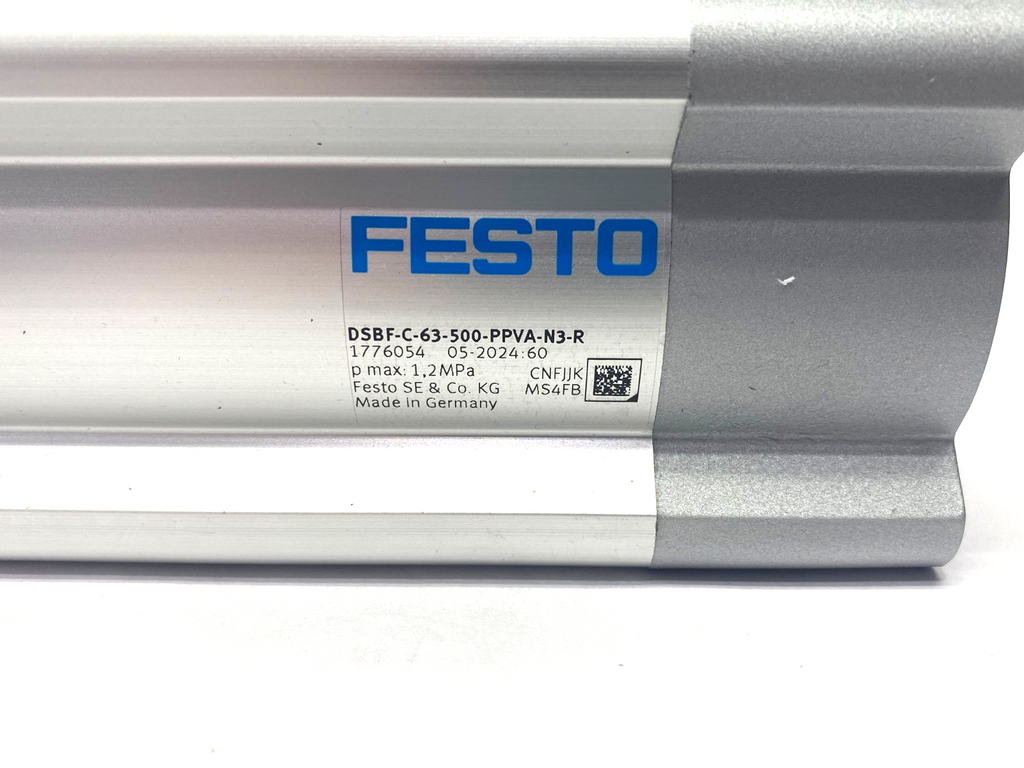 FESTO
DSBF-C-63-500-PPVA-N3-R
1776054 05-2024:60
p max: 1,2MPa CNFJJK
Festo SE & Co. KG MS4FB
Made in Germany